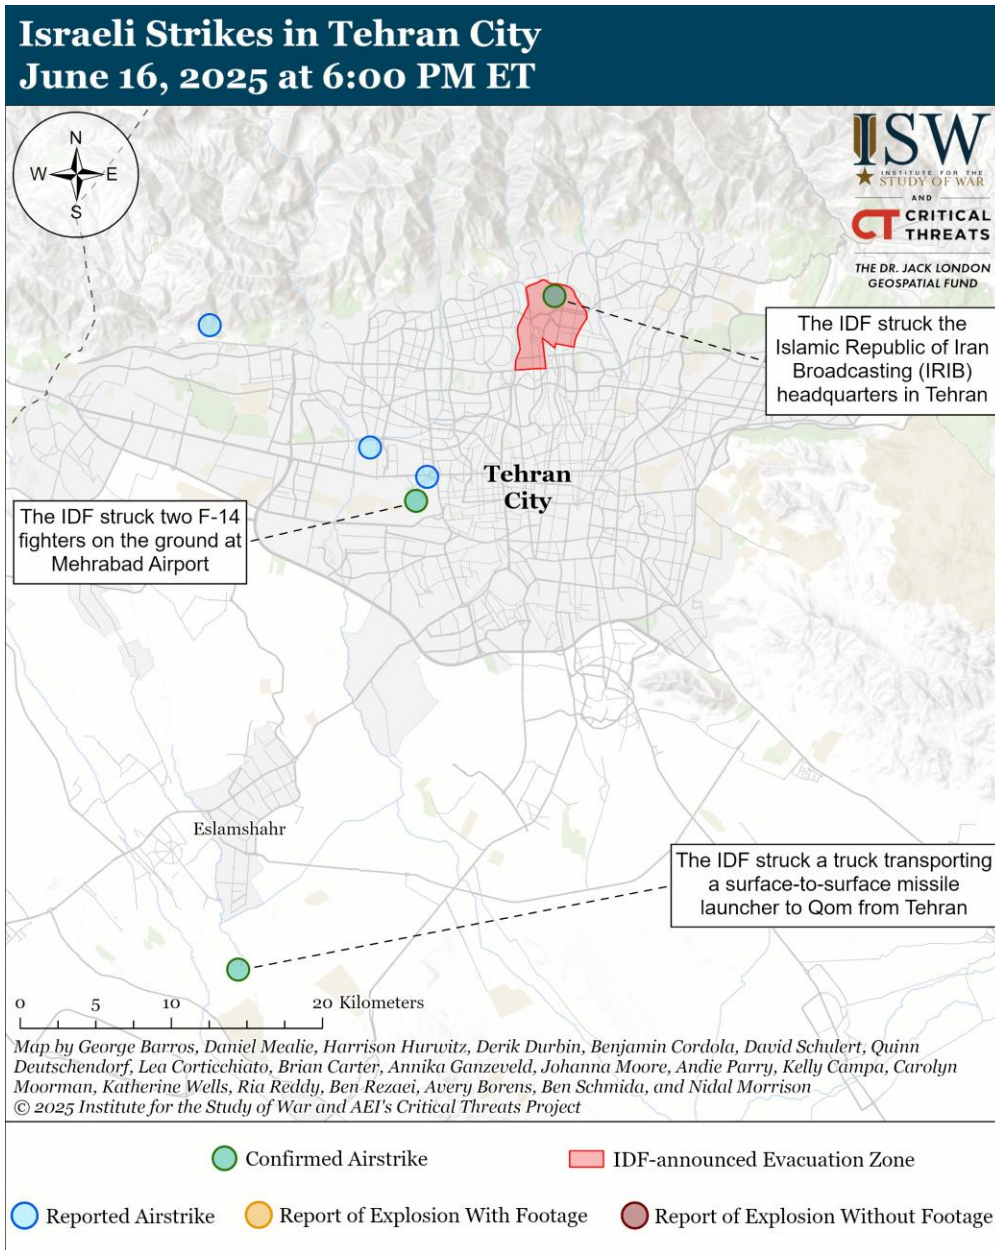 Israeli Strikes in Tehran City
June 16, 2025 at 6:00 PM ET
N
W E
S
ISW
INSTITUTE FOR THE
STUDY OF WAR
AND
CT CRITICAL
THREATS
THE DR. JACK LONDON
GEOSPATIAL FUND
The IDF struck the
Islamic Republic of Iran
Broadcasting (IRIB)
headquarters in Tehran
Tehran
City
The IDF struck two F-14
fighters on the ground at
Mehrabad Airport
Eslamshahr
The IDF struck a truck transporting
a surface-to-surface missile
launcher to Qom from Tehran
0 5 10 20 Kilometers
Map by George Barros, Daniel Mealie, Harrison Hurwitz, Derik Durbin, Benjamin Cordola, David Schulert, Quinn
Deutschendorf, Lea Corticchiato, Brian Carter, Annika Ganzeveld, Johanna Moore, Andie Parry, Kelly Campa, Carolyn
Moorman, Katherine Wells, Ria Reddy, Ben Rezaei, Avery Borens, Ben Schmida, and Nidal Morrison
© 2025 Institute for the Study of War and AEI's Critical Threats Project
Confirmed Airstrike
IDF-announced Evacuation Zone
Reported Airstrike
Report of Explosion With Footage
Report of Explosion Without Footage